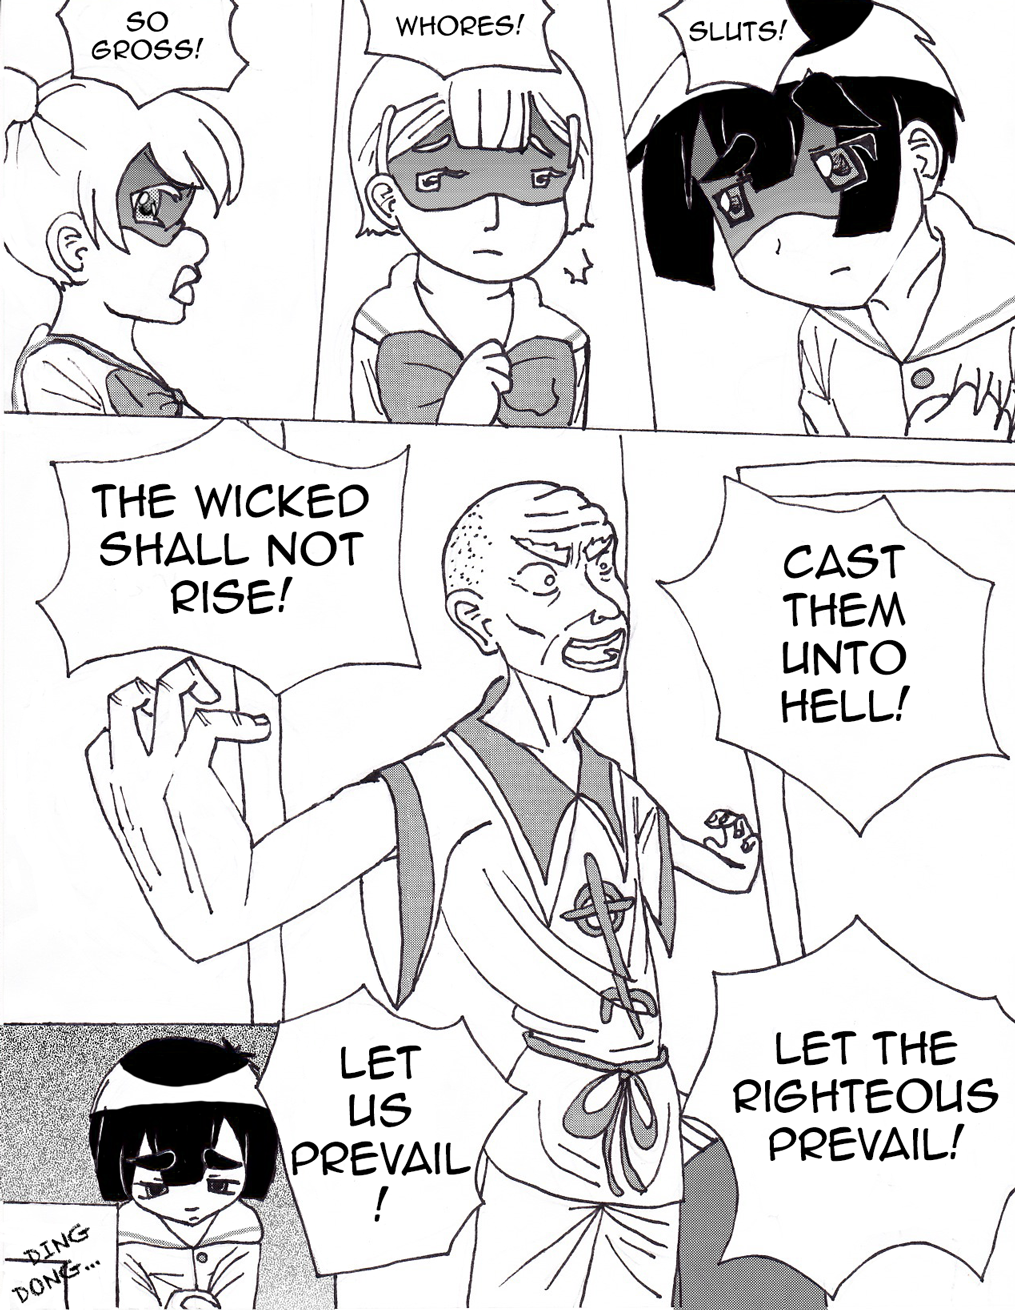 SO
GROSS!
WHORES!
SLUTS!
THE WICKED
SHALL NOT
RISE!
CAST
THEM
UNTO
HELL!
LET
US
PREVAIL
!
LET THE
RIGHTEOUS
PREVAIL!
DING
DONG...